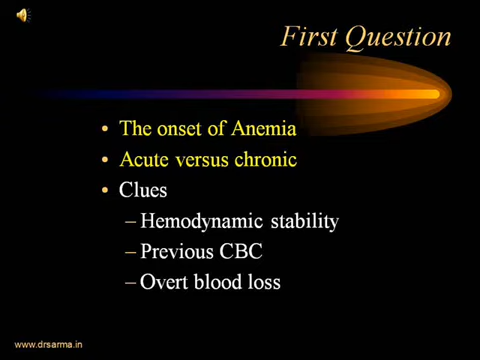 First Question
• The onset of Anemia
• Acute versus chronic
• Clues
– Hemodynamic stability
– Previous CBC
– Overt blood loss
www.drsarma.in